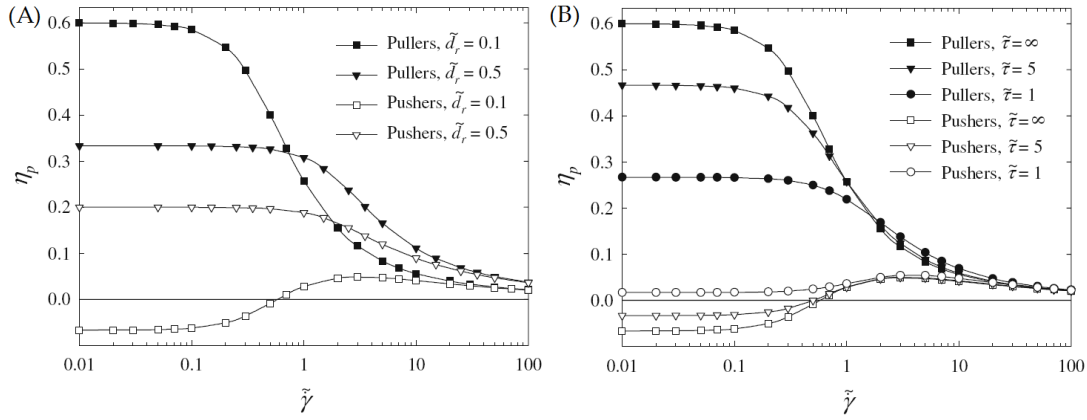 (A)
0.6
0.5
0.4
0.3
0.2
0.1
0.0
η_p
0.01 0.1 1 10 100
γ̇̃
Pullers, d̃_r = 0.1
Pullers, d̃_r = 0.5
Pushers, d̃_r = 0.1
Pushers, d̃_r = 0.5
(B)
0.6
0.5
0.4
0.3
0.2
0.1
0.0
η_p
0.01 0.1 1 10 100
γ̇̃
Pullers, τ̃ = ∞
Pullers, τ̃ = 5
Pullers, τ̃ = 1
Pushers, τ̃ = ∞
Pushers, τ̃ = 5
Pushers, τ̃ = 1